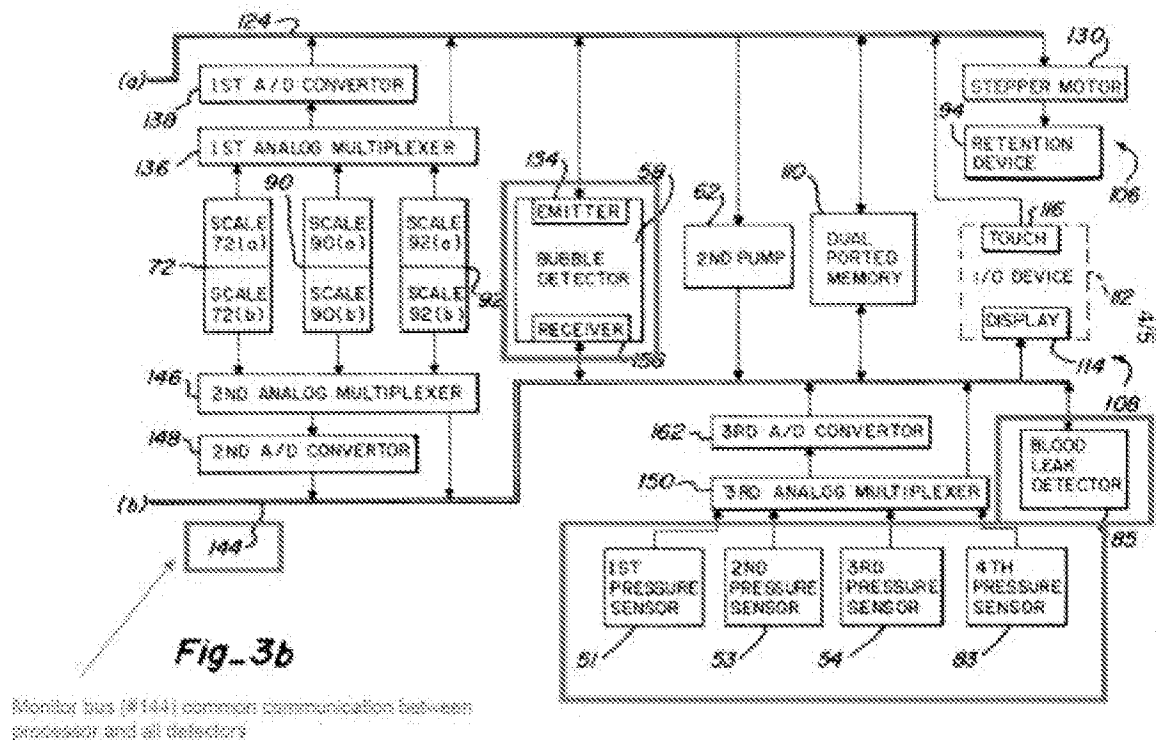 124
(a)
1ST A/D CONVERTOR
138
1ST ANALOG MULTIPLEXER
136
90
SCALE 72(a)
SCALE 90(a)
SCALE 92(a)
72
SCALE 72(b)
SCALE 90(b)
SCALE 92(b)
92
146
2ND ANALOG MULTIPLEXER
148
2ND A/D CONVERTOR
(b)
144
154
59
EMITTER
BUBBLE DETECTOR
RECEIVER
62
2ND PUMP
110
DUAL PORTED MEMORY
130
STEPPER MOTOR
94
RETENTION DEVICE
106
116
TOUCH
I/O DEVICE
112
DISPLAY
114
45
108
162
3RD A/D CONVERTOR
150
3RD ANALOG MULTIPLEXER
BLOOD LEAK DETECTOR
85
1ST PRESSURE SENSOR
2ND PRESSURE SENSOR
3RD PRESSURE SENSOR
4TH PRESSURE SENSOR
51
53
54
83
Fig_3b
Monitor bus (#144) common communication between
processor and all detectors